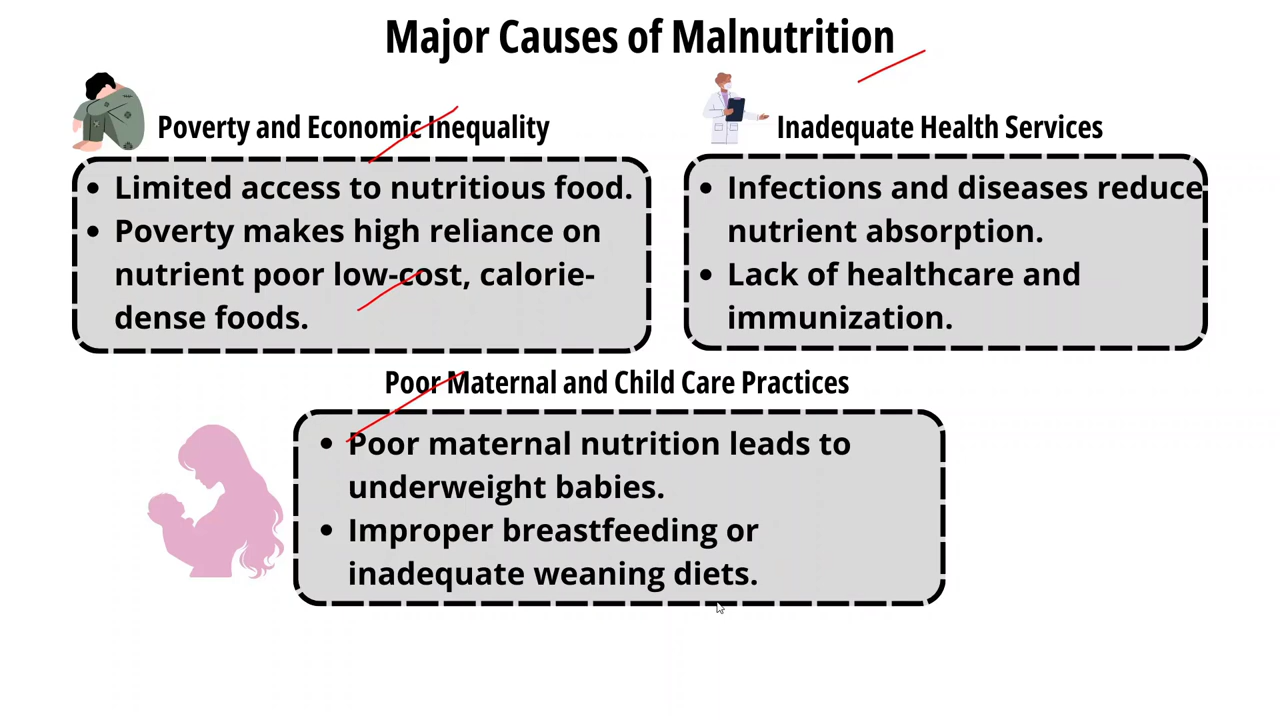 Major Causes of Malnutrition
Poverty and Economic Inequality
• Limited access to nutritious food.
• Poverty makes high reliance on
nutrient poor low-cost, calorie-
dense foods.
Inadequate Health Services
• Infections and diseases reduce
nutrient absorption.
• Lack of healthcare and
immunization.
Poor Maternal and Child Care Practices
• Poor maternal nutrition leads to
underweight babies.
• Improper breastfeeding or
inadequate weaning diets.